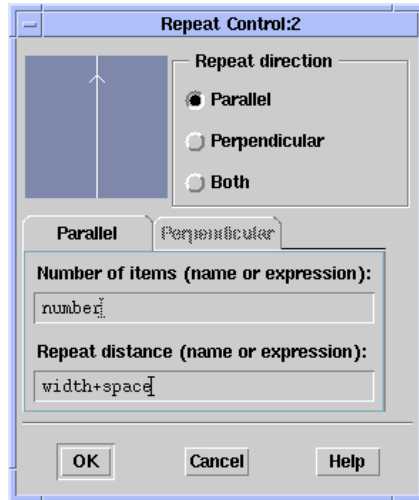 Repeat Control:2
Repeat direction
Parallel
Perpendicular
Both
Parallel Perpendicular
Number of items (name or expression):
number
Repeat distance (name or expression):
width+space
OK Cancel Help